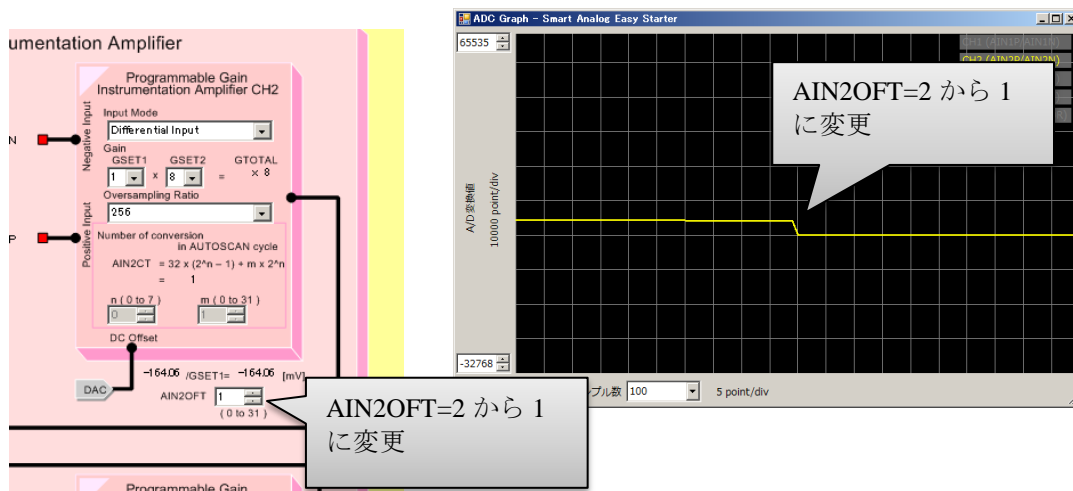 umentation Amplifier
Programmable Gain
Instrumentation Amplifier CH2
Negative Input
Input Mode
Differential Input
N
Gain
GSET1 GSET2 GTOTAL
1 x 8 = x 8
Oversampling Ratio
256
Positive Input
P
Number of conversion
in AUTOSCAN cycle
AIN2CT = 32 x (2^n – 1) + m x 2^n
= 1
n ( 0 to 7 ) m ( 0 to 31 )
0 1
DC Offset
DAC
-164.06 /GSET1= -164.06 [mV]
AIN2OFT 1
( 0 to 31 )
AIN2OFT=2 から 1
に変更
Programmable Gain
ADC Graph - Smart Analog Easy Starter
65535
CH1 (AIN1P/AIN1N)
CH2 (AIN2P/AIN2N)
AIN2OFT=2 から 1
に変更
A/D変換値
10000 point/div
-32768
プル数 100 5 point/div